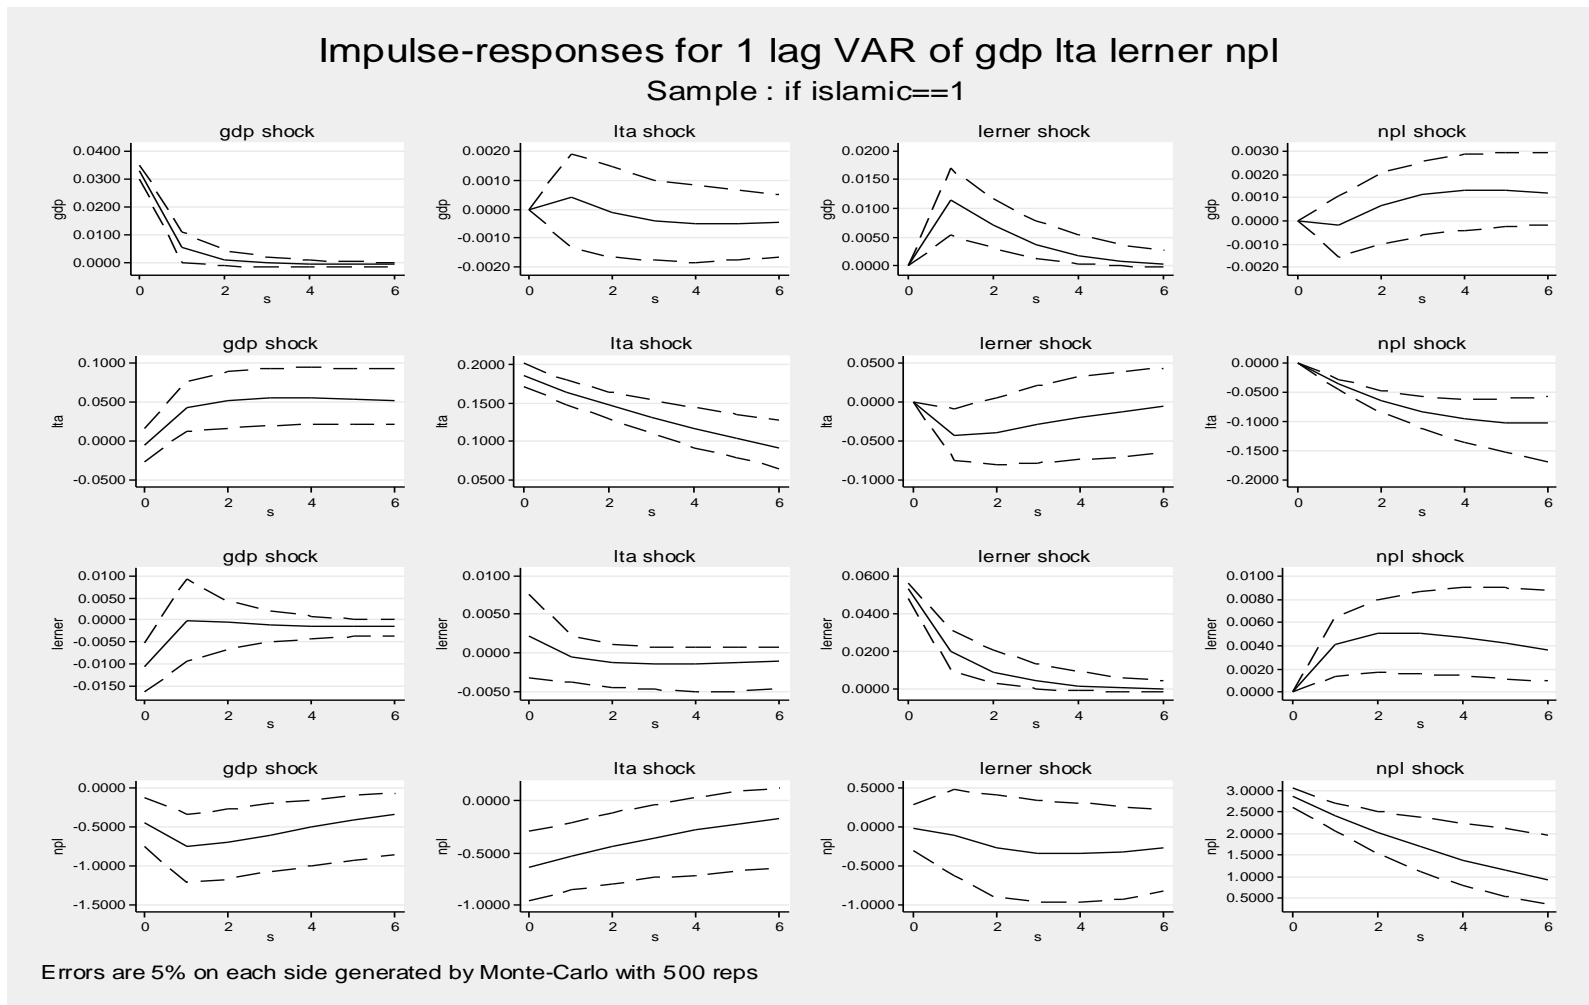 Impulse-responses for 1 lag VAR of gdp lta lerner npl
Sample : if islamic==1
gdp shock
0.0400
0.0300
0.0200
0.0100
0.0000
gdp
0 2 4 6
s
lta shock
0.0020
0.0010
0.0000
-0.0010
-0.0020
gdp
0 2 4 6
s
lerner shock
0.0200
0.0150
0.0100
0.0050
0.0000
gdp
0 2 4 6
s
npl shock
0.0030
0.0020
0.0010
0.0000
-0.0010
-0.0020
gdp
0 2 4 6
s
gdp shock
0.1000
0.0500
0.0000
-0.0500
lta
0 2 4 6
s
lta shock
0.2000
0.1500
0.1000
0.0500
lta
0 2 4 6
s
lerner shock
0.0500
0.0000
-0.0500
-0.1000
lta
0 2 4 6
s
npl shock
0.0000
-0.0500
-0.1000
-0.1500
-0.2000
lta
0 2 4 6
s
gdp shock
0.0100
0.0050
0.0000
-0.0050
-0.0100
-0.0150
lerner
0 2 4 6
s
lta shock
0.0100
0.0050
0.0000
-0.0050
lerner
0 2 4 6
s
lerner shock
0.0600
0.0400
0.0200
0.0000
lerner
0 2 4 6
s
npl shock
0.0100
0.0080
0.0060
0.0040
0.0020
0.0000
lerner
0 2 4 6
s
gdp shock
0.0000
-0.5000
-1.0000
-1.5000
npl
0 2 4 6
s
lta shock
0.0000
-0.5000
-1.0000
npl
0 2 4 6
s
lerner shock
0.5000
0.0000
-0.5000
-1.0000
npl
0 2 4 6
s
npl shock
3.0000
2.5000
2.0000
1.5000
1.0000
0.5000
npl
0 2 4 6
s
Errors are 5% on each side generated by Monte-Carlo with 500 reps